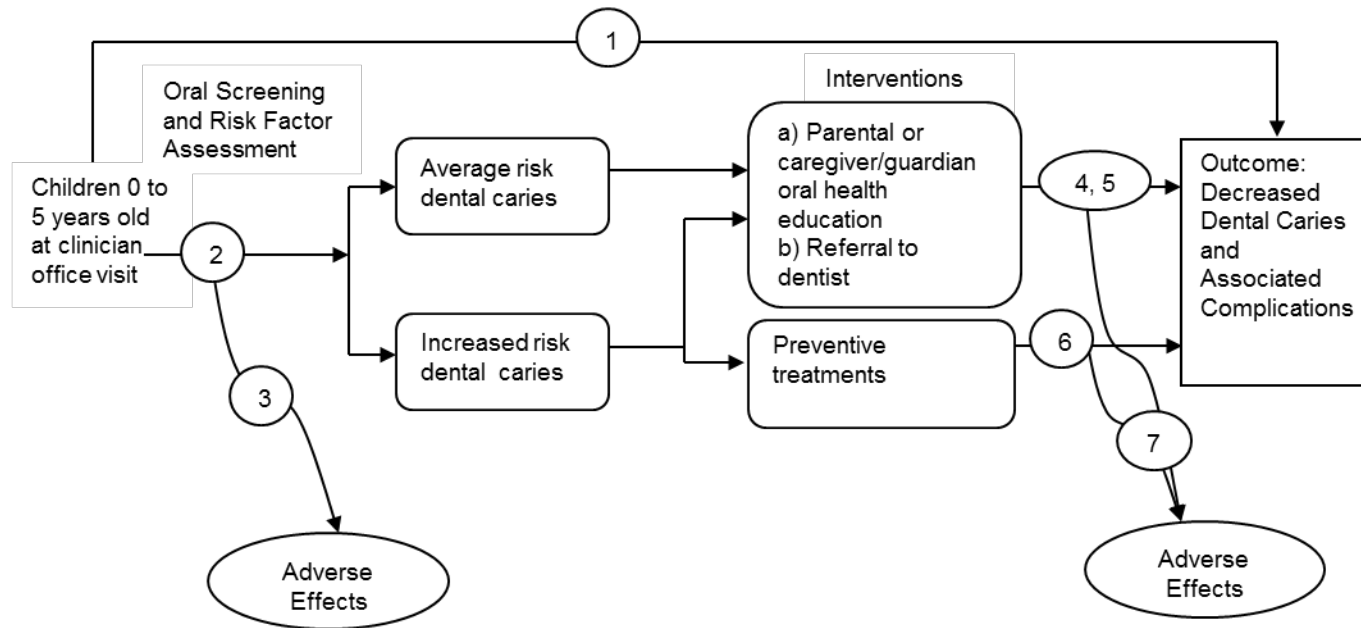 1
Oral Screening
and Risk Factor
Assessment
Children 0 to
5 years old
at clinician
office visit
2
3
Adverse
Effects
Average risk
dental caries
Increased risk
dental caries
Interventions
a) Parental or
caregiver/guardian
oral health
education
b) Referral to
dentist
Preventive
treatments
4, 5
6
7
Adverse
Effects
Outcome:
Decreased
Dental Caries
and
Associated
Complications